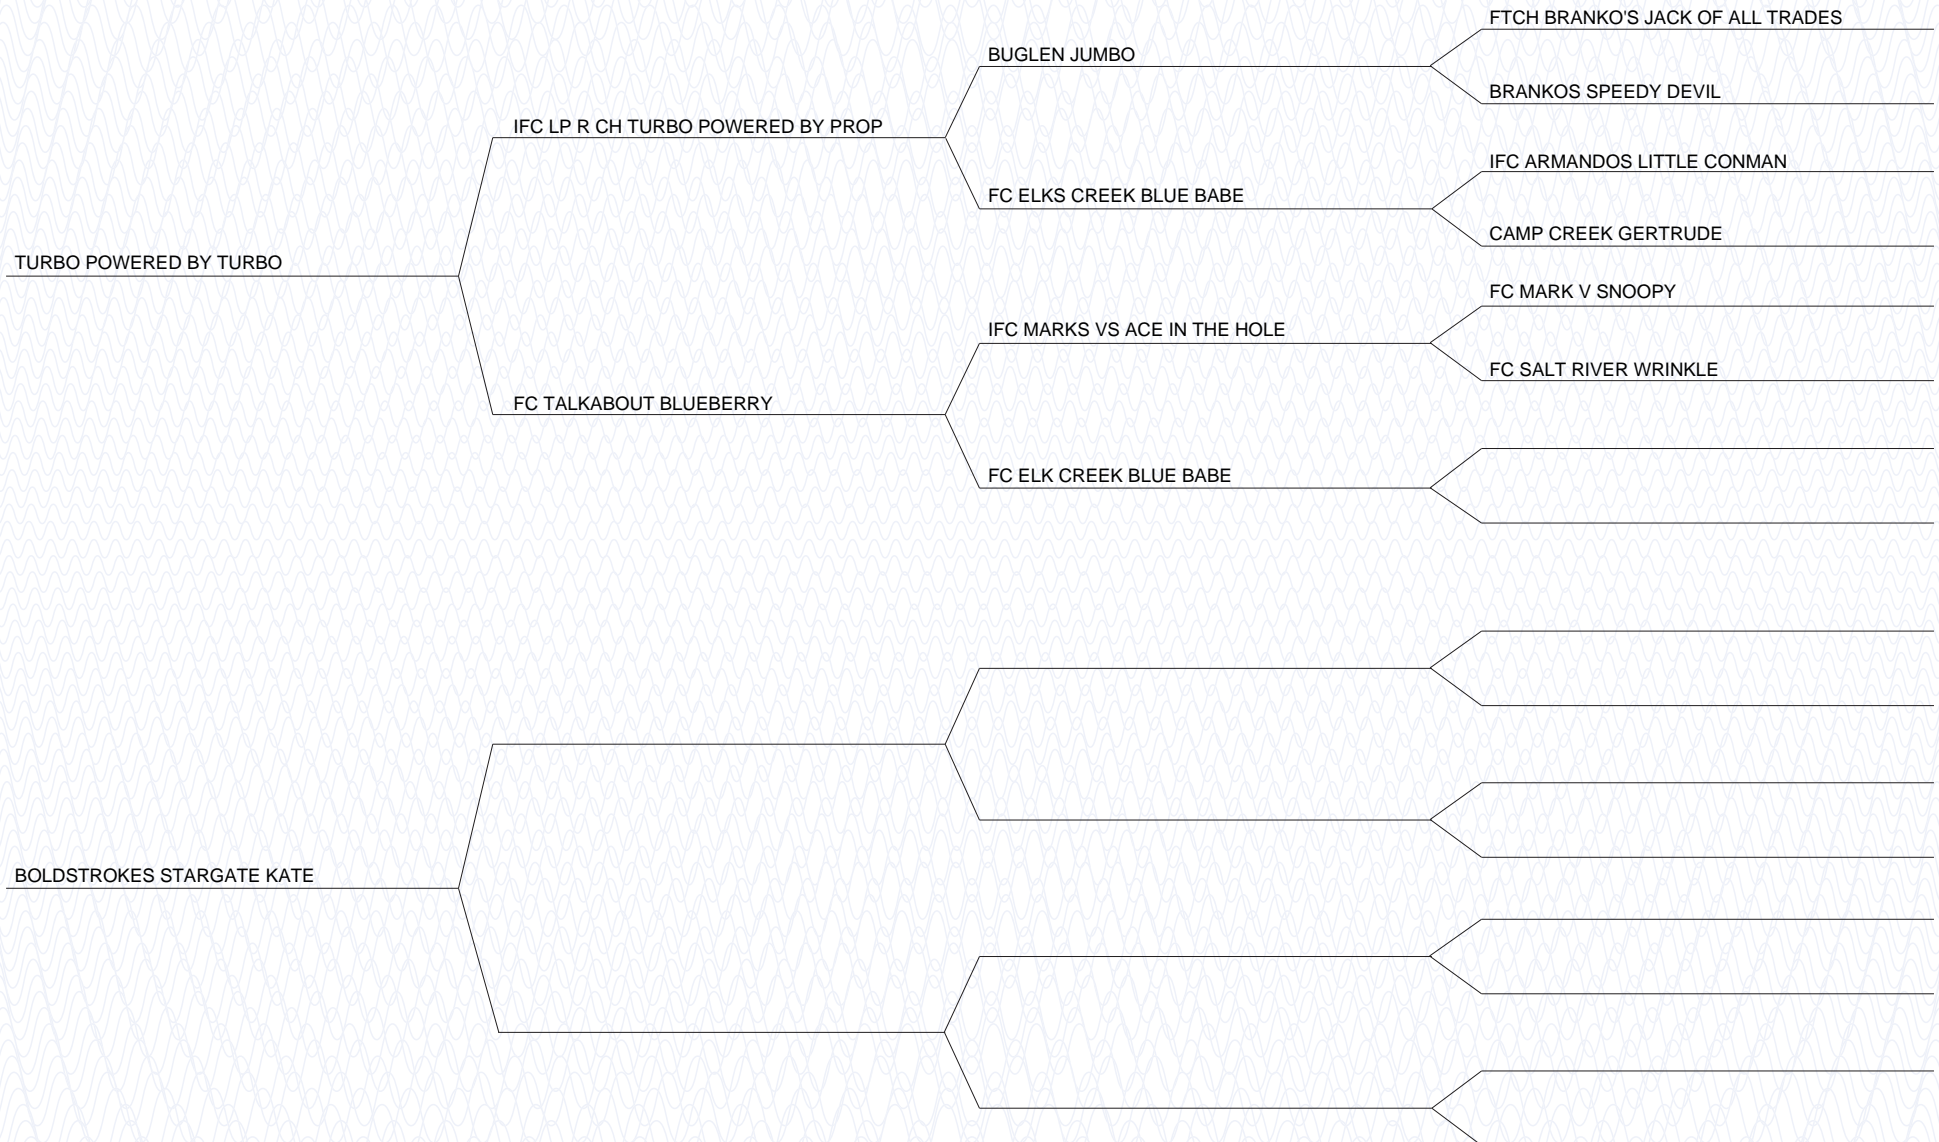 FTCH BRANKO'S JACK OF ALL TRADES
BUGLEN JUMBO
BRANKOS SPEEDY DEVIL
IFC LP R CH TURBO POWERED BY PROP
IFC ARMANDOS LITTLE CONMAN
FC ELKS CREEK BLUE BABE
CAMP CREEK GERTRUDE
TURBO POWERED BY TURBO
FC MARK V SNOOPY
IFC MARKS VS ACE IN THE HOLE
FC SALT RIVER WRINKLE
FC TALKABOUT BLUEBERRY
FC ELK CREEK BLUE BABE
BOLDSTROKES STARGATE KATE